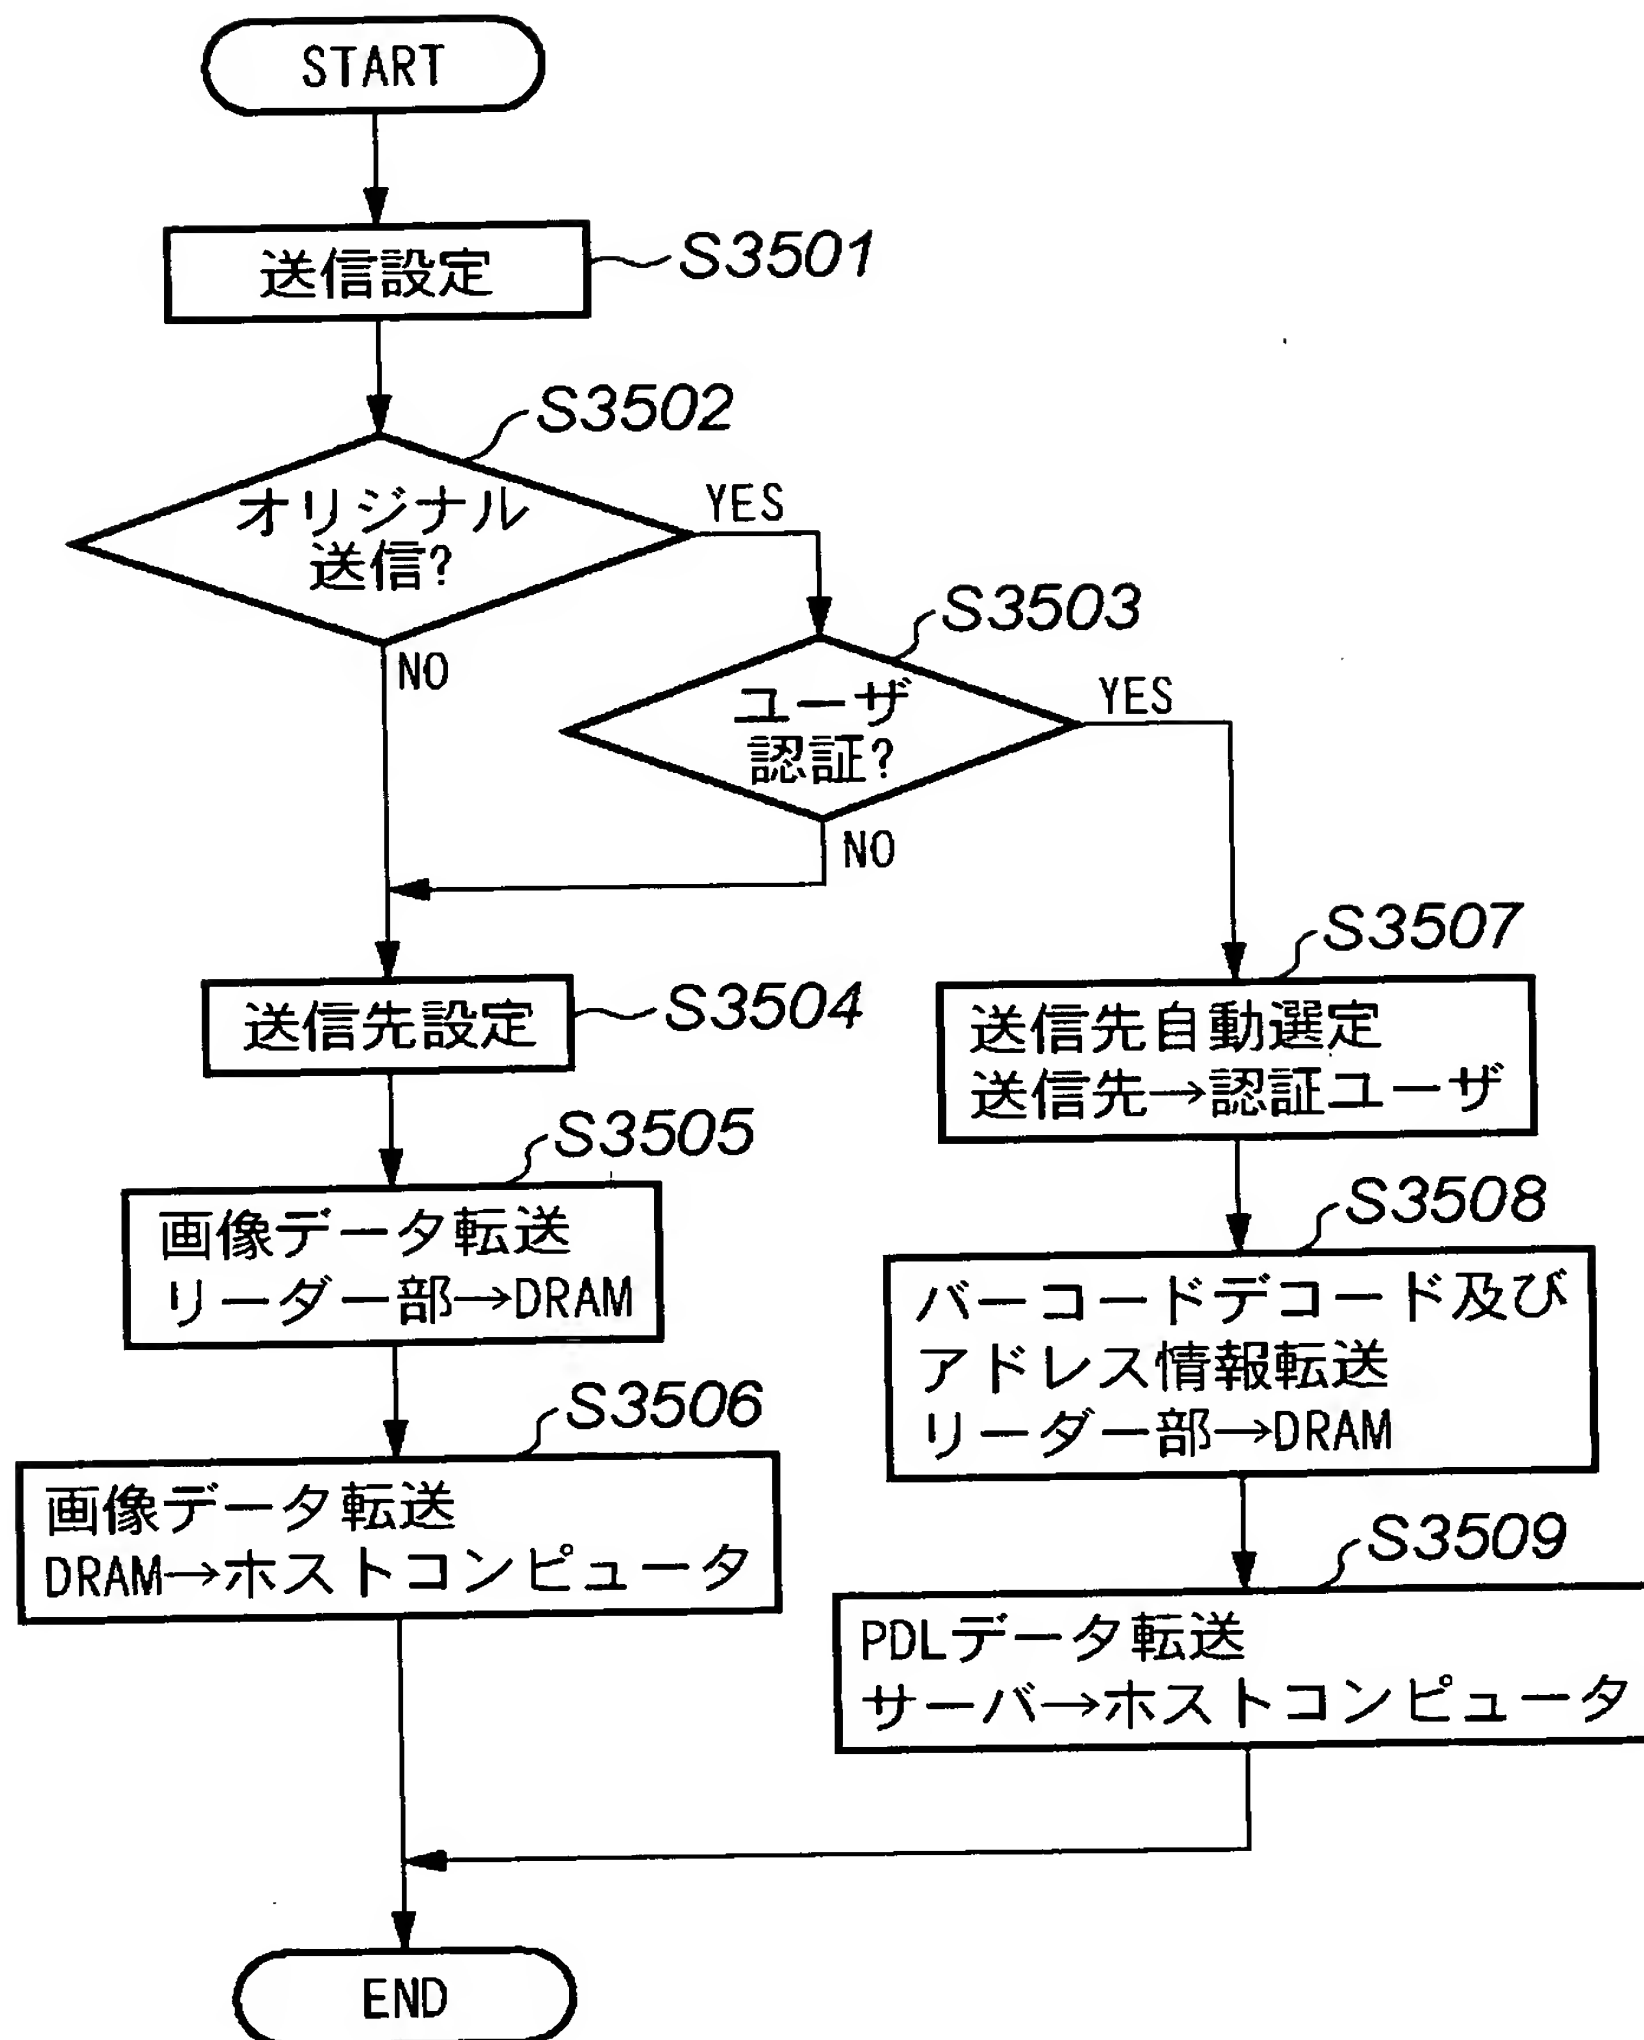 START
送信設定
S3501
S3502
オリジナル
送信?
YES
NO
S3503
ユーザ
認証?
YES
NO
送信先設定
S3504
S3505
画像データ転送
リーダー部→DRAM
S3506
画像データ転送
DRAM→ホストコンピュータ
S3507
送信先自動選定
送信先→認証ユーザ
S3508
バーコードデコード及び
アドレス情報転送
リーダー部→DRAM
S3509
PDLデータ転送
サーバ→ホストコンピュータ
END